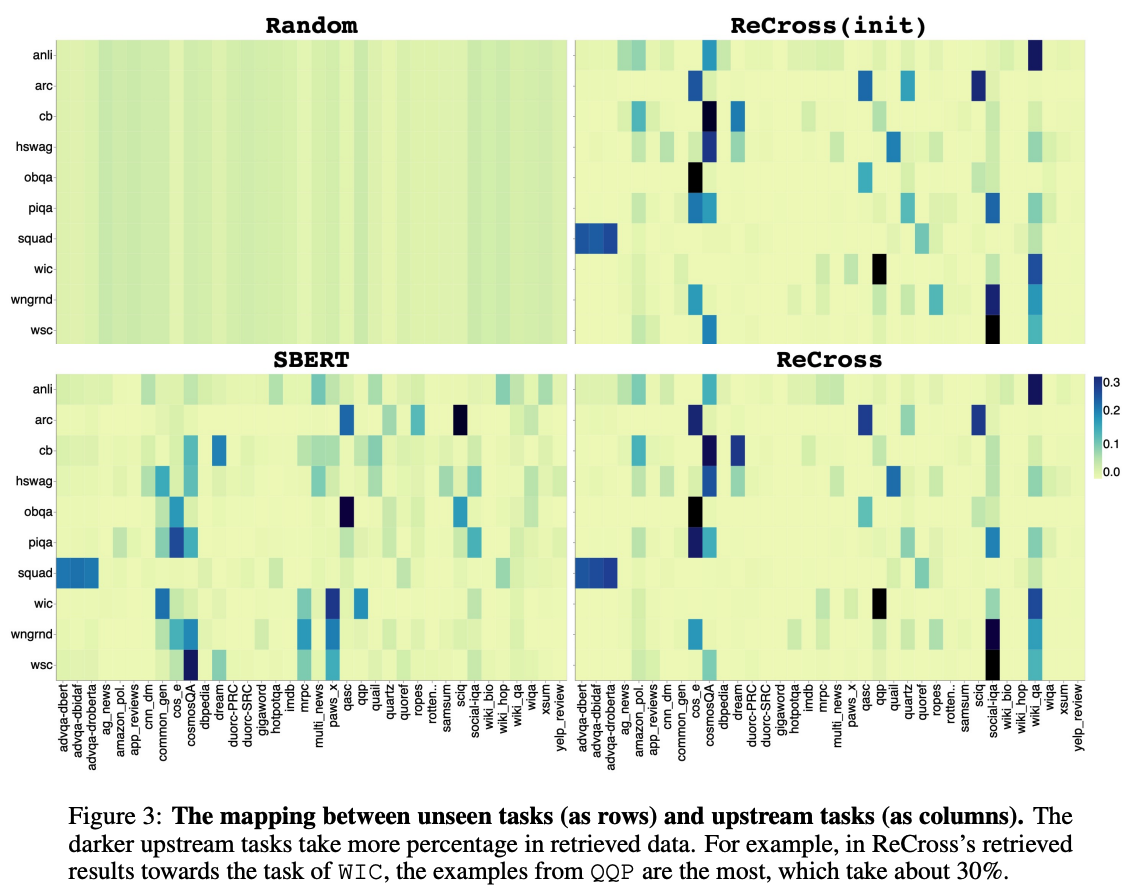 Random
ReCross(init)
anli
arc
cb
hswag
obqa
piqa
squad
wic
wngrnd
wsc
SBERT
ReCross
anli
arc
cb
hswag
obqa
piqa
squad
wic
wngrnd
wsc
0.3
0.2
0.1
0.0
advqa-dbert
advqa-dbidaf
advqa-droberta
ag_news
amazon_pol.
app_reviews
cnn_dm
common_gen
cos_e
cosmosQA
dbpedia
dream
duorc-PRC
duorc-SRC
gigaword
hotpotqa
imdb
mrpc
multi_news
paws_x
qasc
qqp
quail
quartz
quoref
ropes
rotten..
samsum
sciq
social-iqa
wiki_bio
wiki_hop
wiki_qa
wiqa
xsum
yelp_review
advqa-dbert
advqa-dbidaf
advqa-droberta
ag_news
amazon_pol.
app_reviews
cnn_dm
common_gen
cos_e
cosmosQA
dbpedia
dream
duorc-PRC
duorc-SRC
gigaword
hotpotqa
imdb
mrpc
multi_news
paws_x
qasc
qqp
quail
quartz
quoref
ropes
rotten..
samsum
sciq
social-iqa
wiki_bio
wiki_hop
wiki_qa
wiqa
xsum
yelp_review
Figure 3: The mapping between unseen tasks (as rows) and upstream tasks (as columns). The
darker upstream tasks take more percentage in retrieved data. For example, in ReCross's retrieved
results towards the task of WIC, the examples from QQP are the most, which take about 30%.